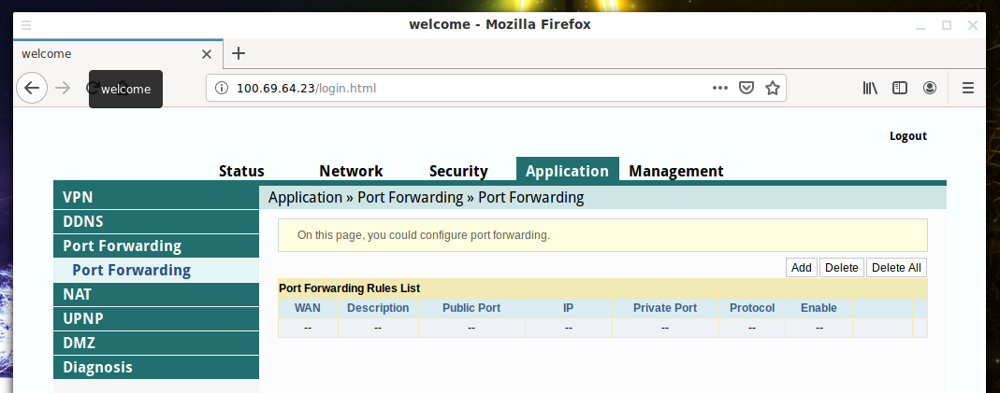 welcome - Mozilla Firefox
welcome
welcome
100.69.64.23/login.html
Logout
Status Network Security Application Management
VPN
Application » Port Forwarding » Port Forwarding
DDNS
Port Forwarding
Port Forwarding
NAT
UPNP
DMZ
Diagnosis
On this page, you could configure port forwarding.
Add Delete Delete All
Port Forwarding Rules List
WAN Description Public Port IP Private Port Protocol Enable
-- -- -- -- -- -- --